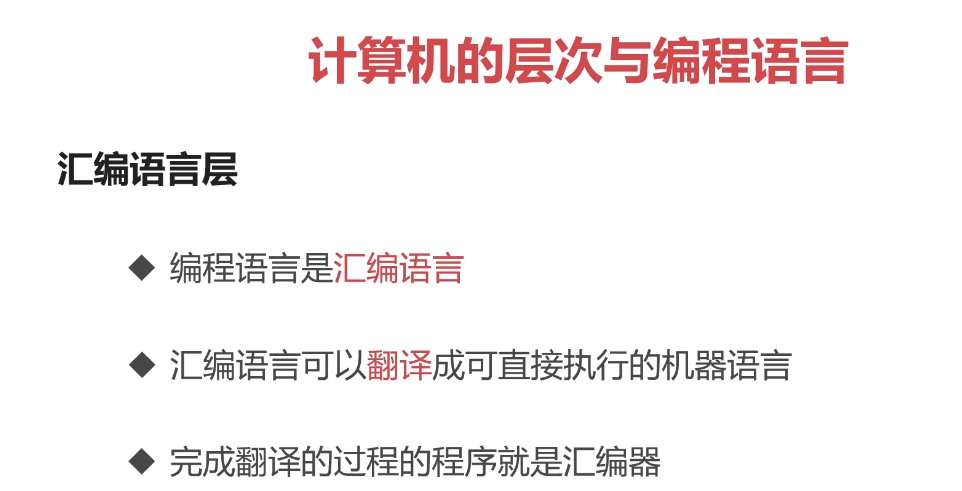 计算机的层次与编程语言
汇编语言层
◆ 编程语言是汇编语言
◆ 汇编语言可以翻译成可直接执行的机器语言
◆ 完成翻译的过程的程序就是汇编器